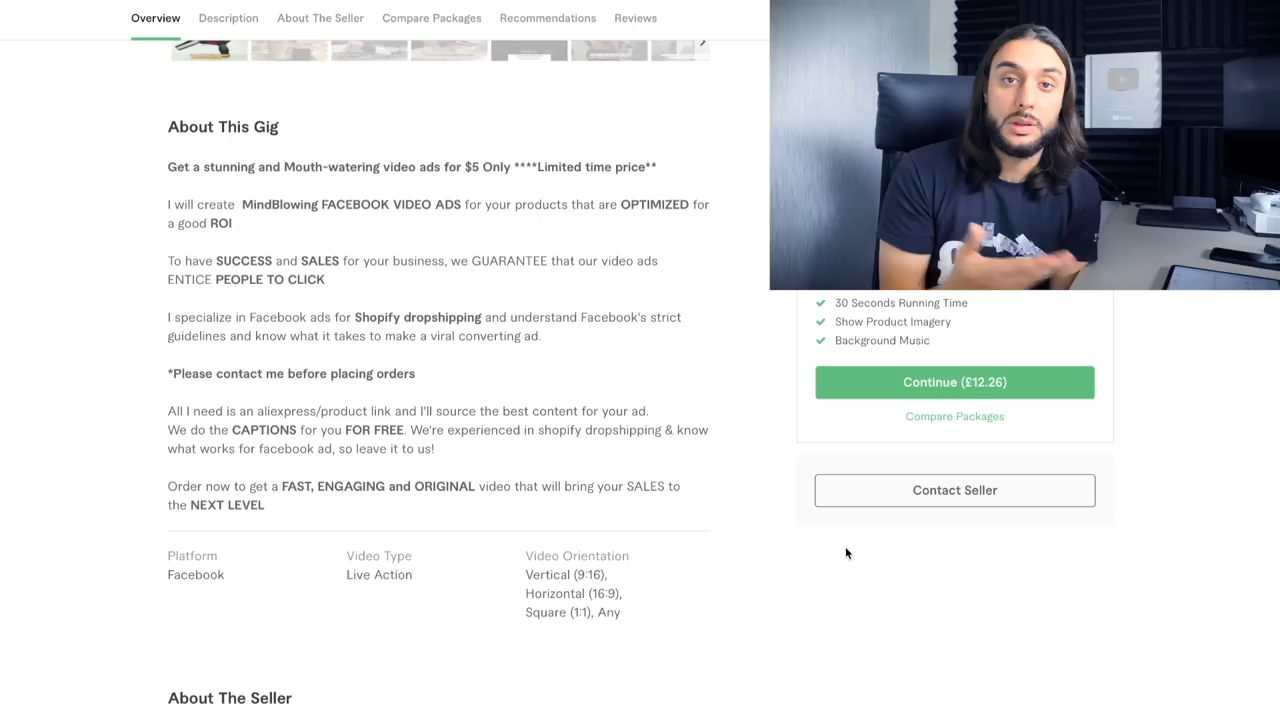 Overview
Description
About The Seller
Compare Packages
Recommendations
Reviews
About This Gig
Get a stunning and Mouth-watering video ads for $5 Only ****Limited time price**
I will create MindBlowing FACEBOOK VIDEO ADS for your products that are OPTIMIZED for
a good ROI
To have SUCCESS and SALES for your business, we GUARANTEE that our video ads
ENTICE PEOPLE TO CLICK
I specialize in Facebook ads for Shopify dropshipping and understand Facebook's strict
guidelines and know what it takes to make a viral converting ad.
*Please contact me before placing orders
All I need is an aliexpress/product link and I'll source the best content for your ad.
We do the CAPTIONS for you FOR FREE. We're experienced in shopify dropshipping & know
what works for facebook ad, so leave it to us!
Order now to get a FAST, ENGAGING and ORIGINAL video that will bring your SALES to
the NEXT LEVEL
Platform
Facebook
Video Type
Live Action
Video Orientation
Vertical (9:16),
Horizontal (16:9),
Square (1:1), Any
About The Seller
30 Seconds Running Time
Show Product Imagery
Background Music
Continue (£12.26)
Compare Packages
Contact Seller